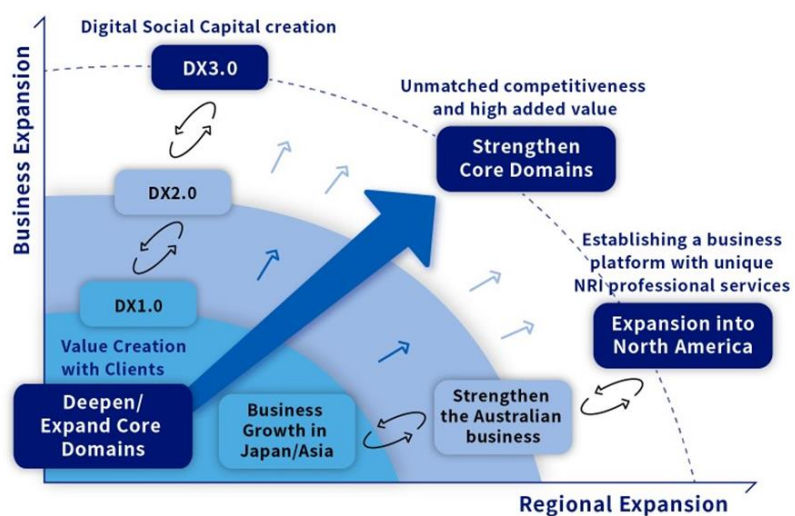 Digital Social Capital creation
DX3.0
Unmatched competitiveness
and high added value
Strengthen
Core Domains
Business Expansion
DX2.0
Establishing a business
platform with unique
NRI professional services
DX1.0
Expansion into
North America
Value Creation
with Clients
Deepen/
Expand Core
Domains
Business
Growth in
Japan/Asia
Strengthen
the Australian
business
Regional Expansion